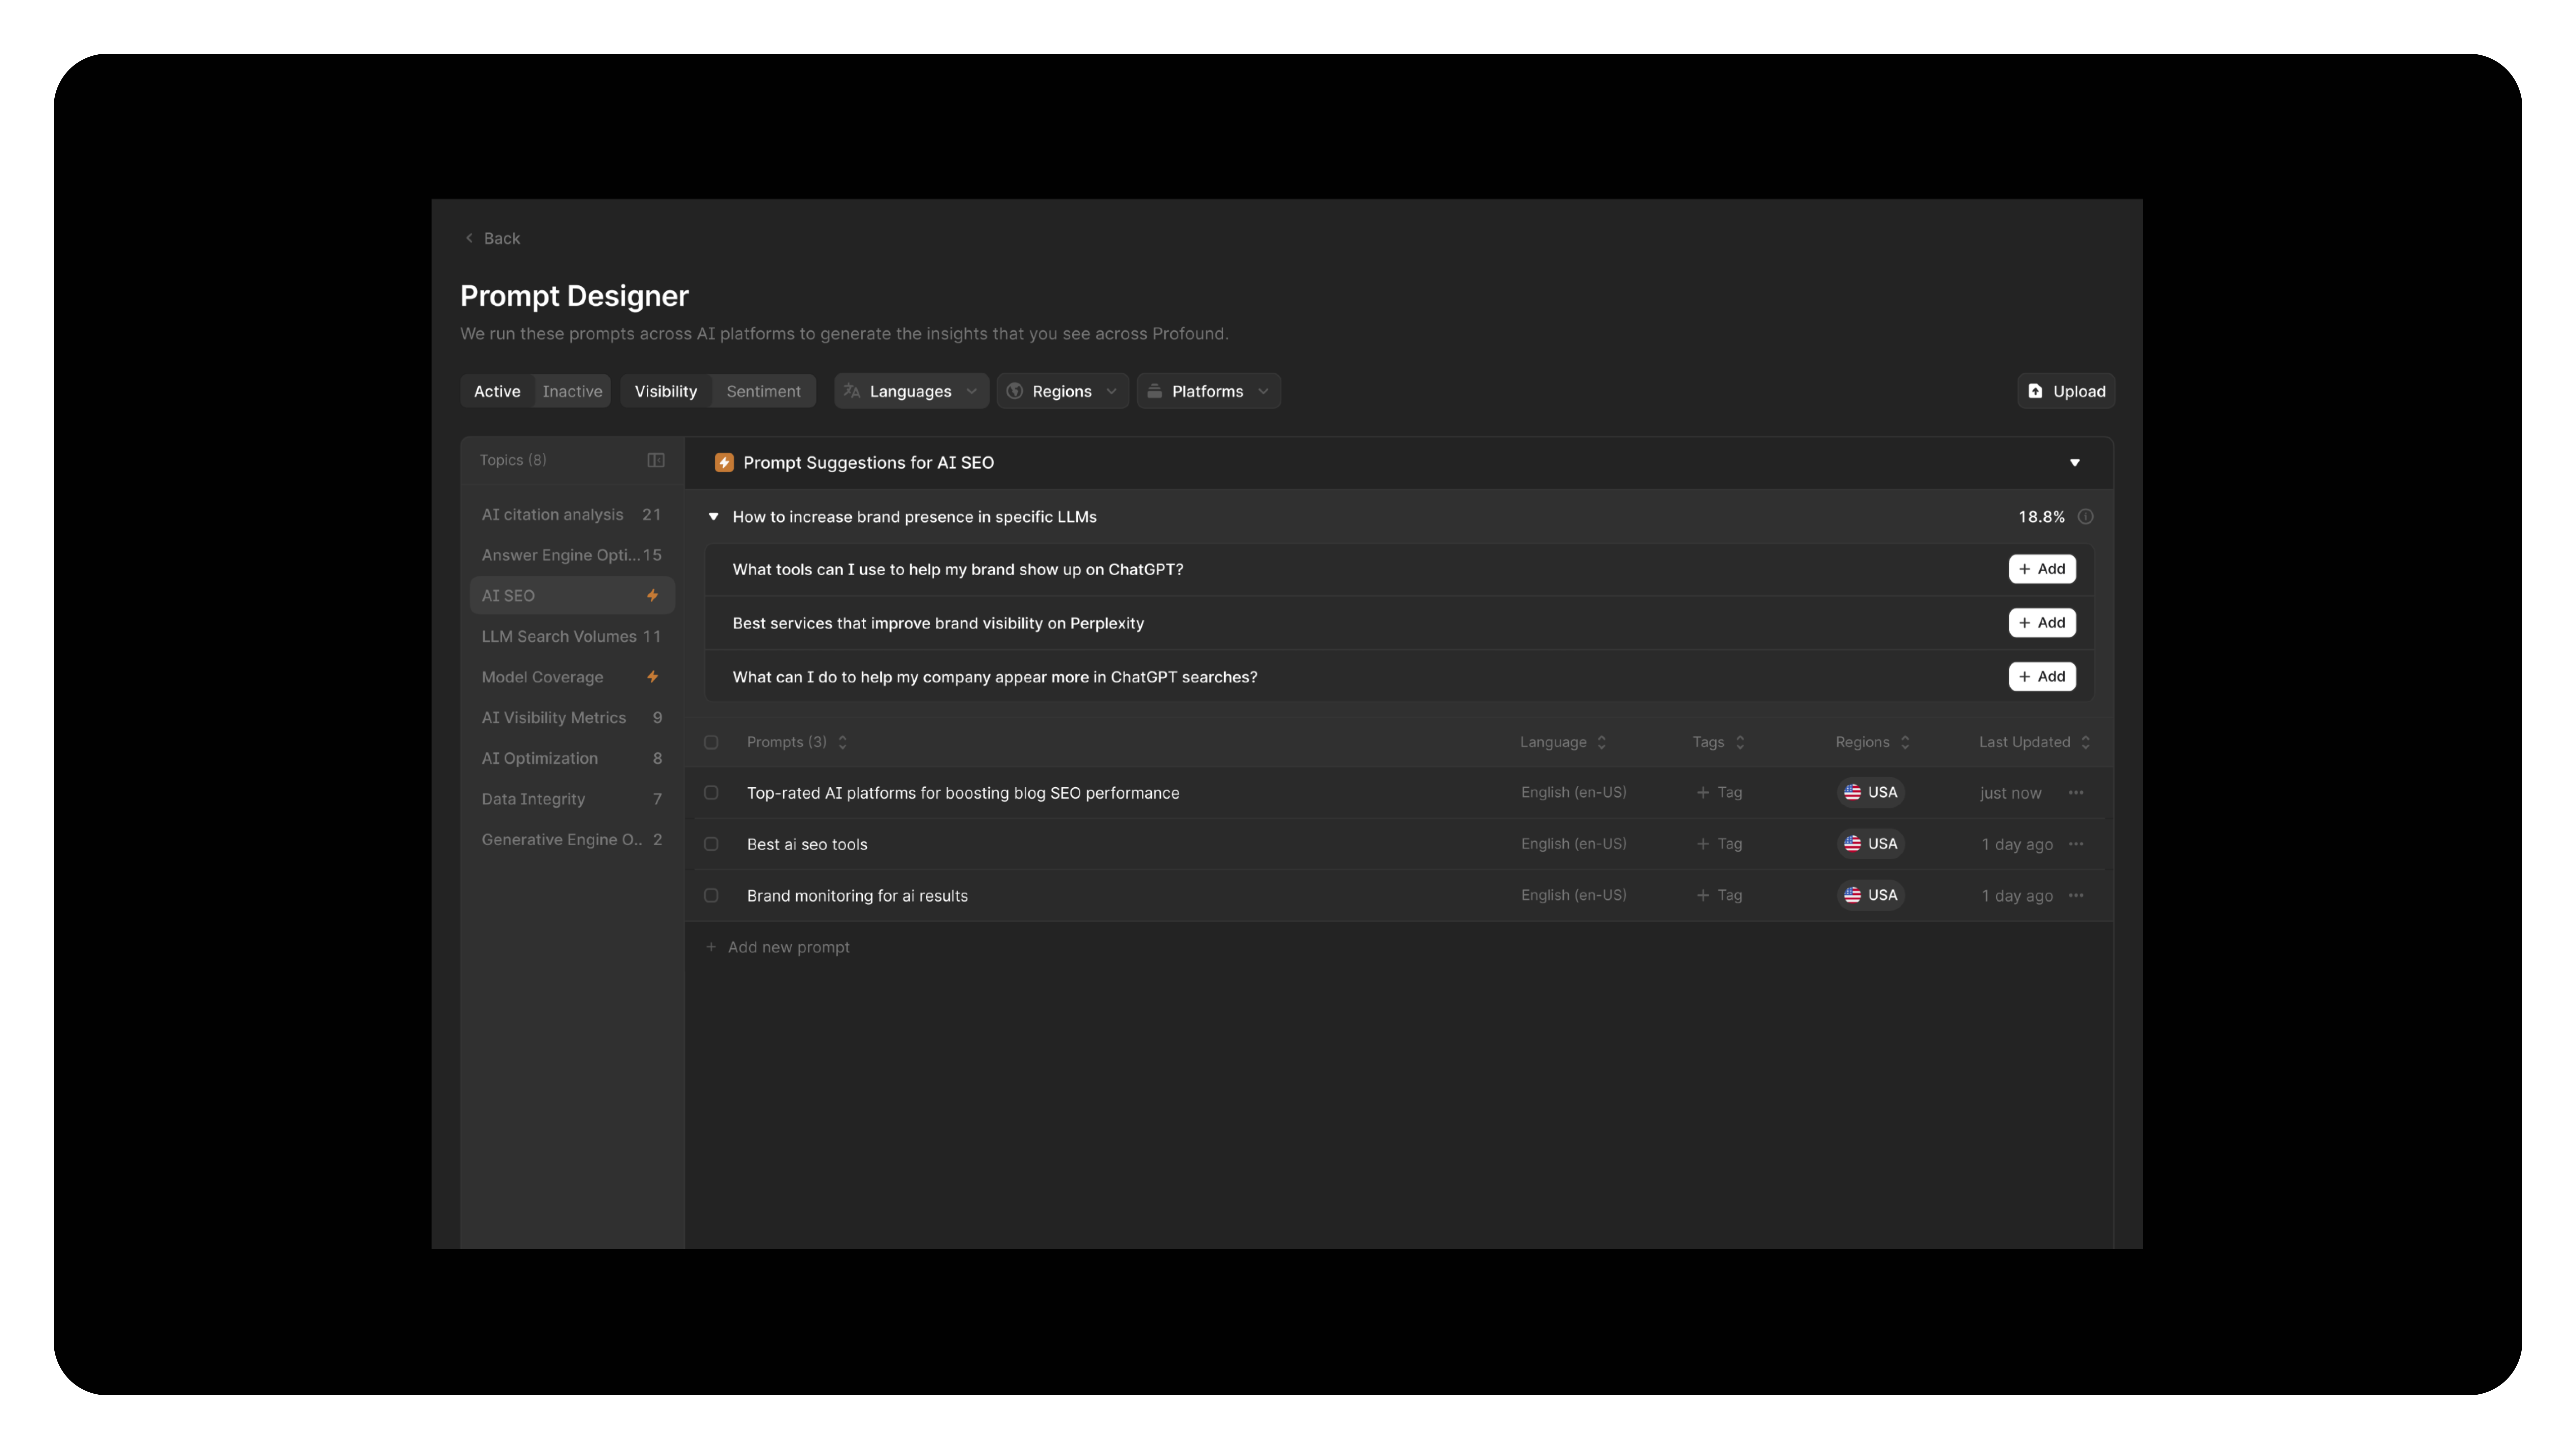 Back
Prompt Designer
We run these prompts across AI platforms to generate the insights that you see across Profound.
Active Inactive Visibility Sentiment Languages Regions Platforms Upload
Topics (8)
AI citation analysis 21
Answer Engine Opti... 15
AI SEO
LLM Search Volumes 11
Model Coverage
AI Visibility Metrics 9
AI Optimization 8
Data Integrity 7
Generative Engine O.. 2
Prompt Suggestions for AI SEO
How to increase brand presence in specific LLMs 18.8%
What tools can I use to help my brand show up on ChatGPT? + Add
Best services that improve brand visibility on Perplexity + Add
What can I do to help my company appear more in ChatGPT searches? + Add
Prompts (3) Language Tags Regions Last Updated
Top-rated AI platforms for boosting blog SEO performance English (en-US) + Tag USA just now
Best ai seo tools English (en-US) + Tag USA 1 day ago
Brand monitoring for ai results English (en-US) + Tag USA 1 day ago
+ Add new prompt